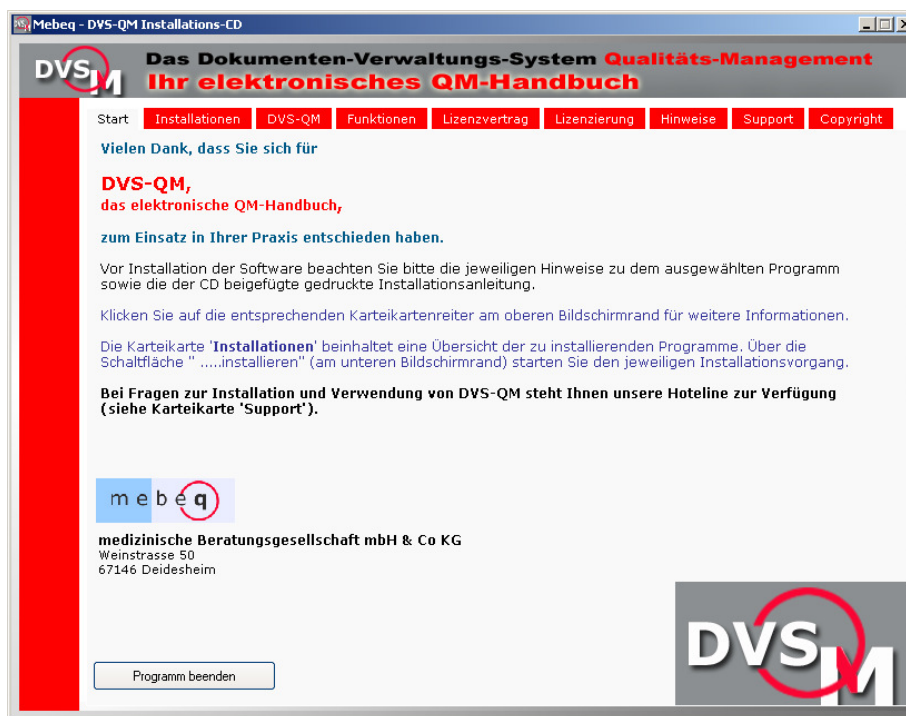 Mebeq - DVS-QM Installations-CD
DVS M
Das Dokumenten-Verwaltungs-System Qualitäts-Management
Ihr elektronisches QM-Handbuch
Start Installationen DVS-QM Funktionen Lizenzvertrag Lizenzierung Hinweise Support Copyright
Vielen Dank, dass Sie sich für
DVS-QM,
das elektronische QM-Handbuch,
zum Einsatz in Ihrer Praxis entschieden haben.
Vor Installation der Software beachten Sie bitte die jeweiligen Hinweise zu dem ausgewählten Programm
sowie die der CD beigefügte gedruckte Installationsanleitung.
Klicken Sie auf die entsprechenden Karteikartenreiter am oberen Bildschirmrand für weitere Informationen.
Die Karteikarte 'Installationen' beinhaltet eine Übersicht der zu installierenden Programme. Über die
Schaltfläche " .....installieren" (am unteren Bildschirmrand) starten Sie den jeweiligen Installationsvorgang.
Bei Fragen zur Installation und Verwendung von DVS-QM steht Ihnen unsere Hoteline zur Verfügung
(siehe Karteikarte 'Support').
mebeq
medizinische Beratungsgesellschaft mbH & Co KG
Weinstrasse 50
67146 Deidesheim
DVS M
Programm beenden